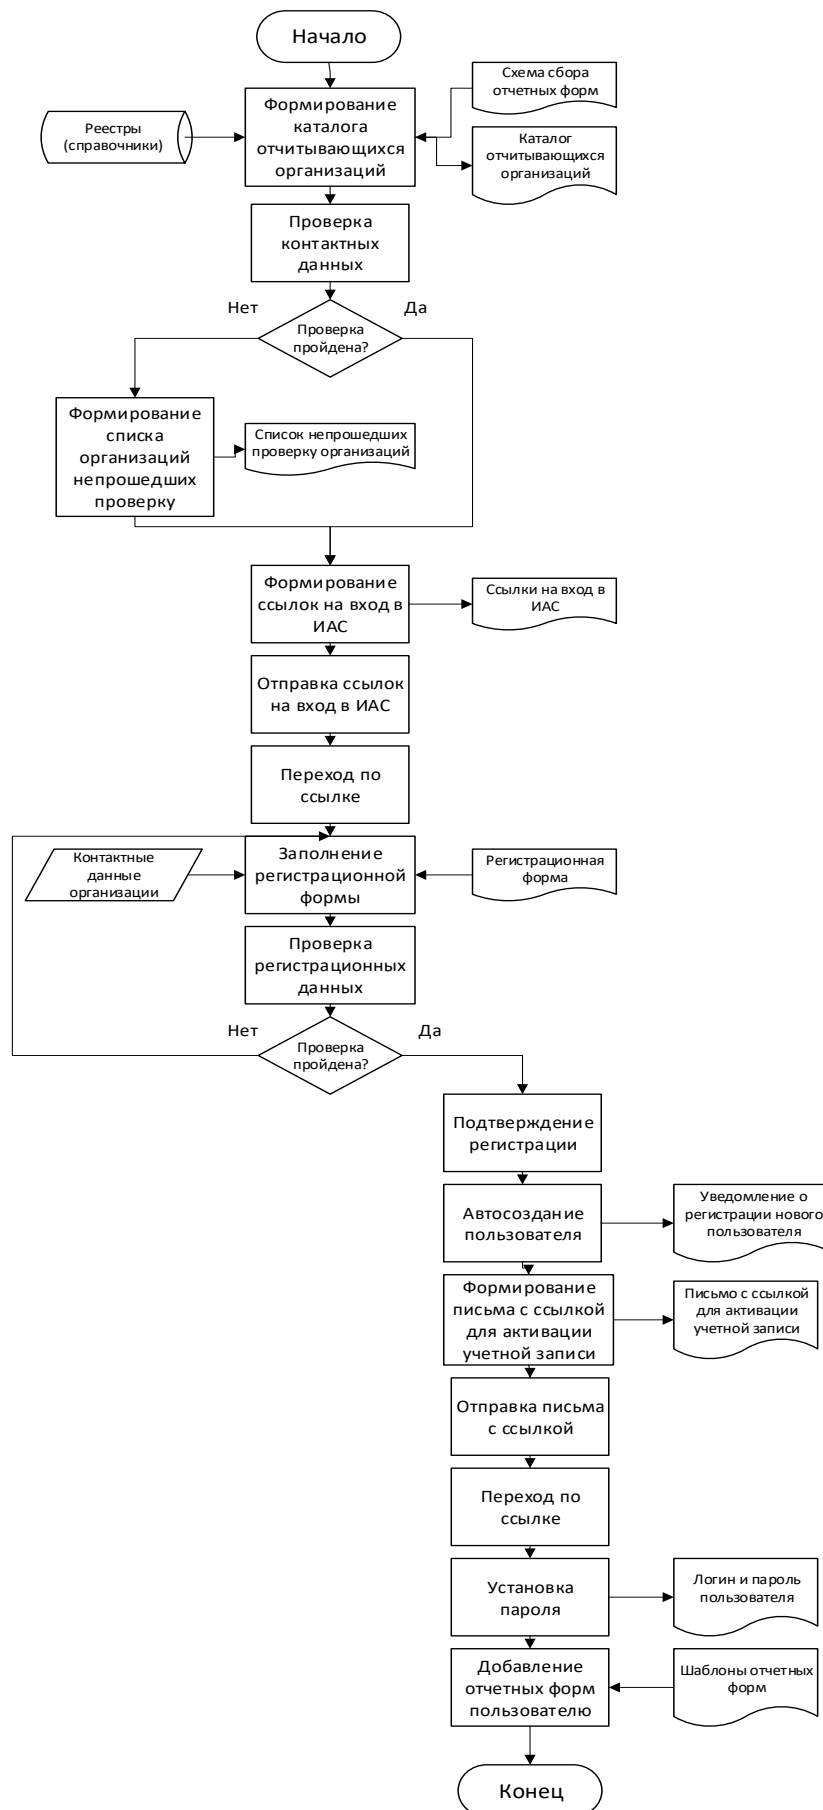 Начало
Схема сбора
отчетных форм
Формирование
каталога
отчитывающихся
организаций
Реестры
(справочники)
Каталог
отчитывающихся
организаций
Проверка
контактных
данных
Нет
Да
Проверка
пройдена?
Формирование
списка
организаций
непрошедших
проверку
Список непрошедших
проверку организаций
Формирование
ссылок на вход в
ИАС
Ссылки на вход в
ИАС
Отправка ссылок
на вход в ИАС
Переход по
ссылке
Контактные
данные
организации
Заполнение
регистрационной
формы
Регистрационная
форма
Проверка
регистрационных
данных
Нет
Да
Проверка
пройдена?
Подтверждение
регистрации
Автосоздание
пользователя
Уведомление о
регистрации нового
пользователя
Формирование
письма с ссылкой
для активации
учетной записи
Письмо с ссылкой
для активации
учетной записи
Отправка письма
с ссылкой
Переход по
ссылке
Установка
пароля
Логин и пароль
пользователя
Добавление
отчетных форм
пользователю
Шаблоны отчетных
форм
Конец